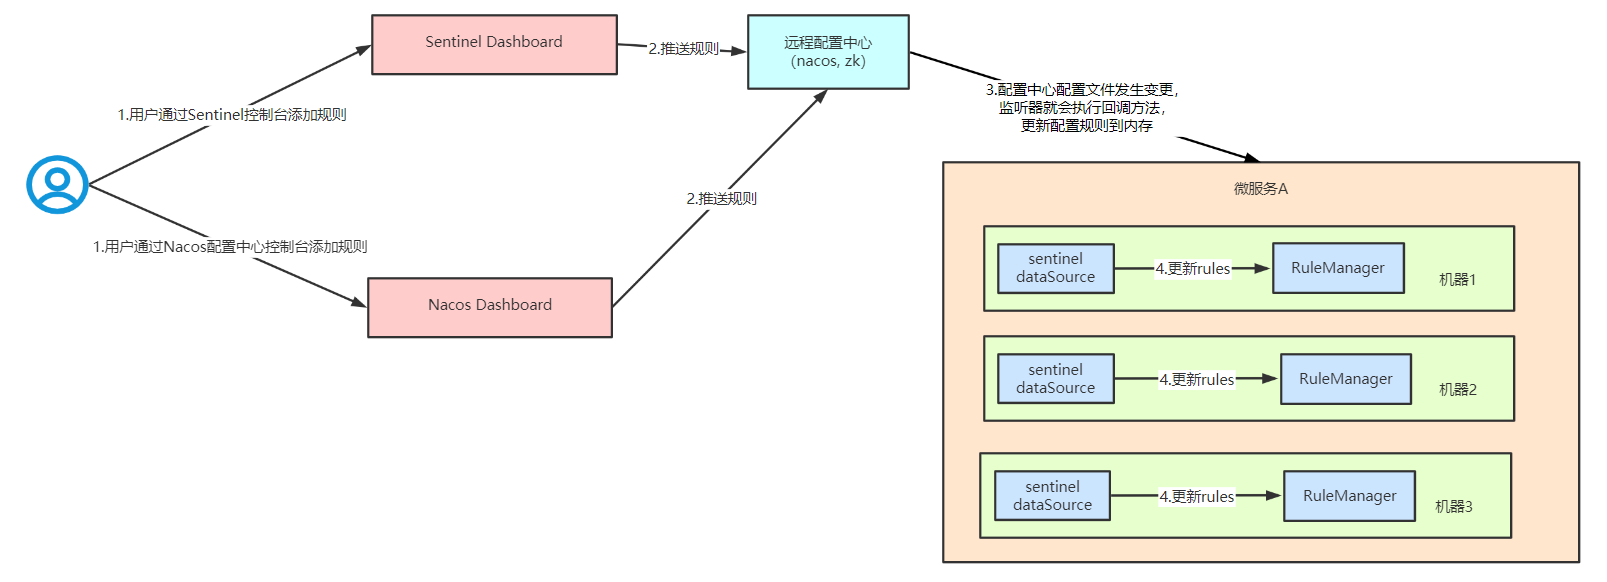 Sentinel Dashboard
2.推送规则
远程配置中心
（nacos, zk）
1.用户通过Sentinel控制台添加规则
3.配置中心配置文件发生变更，
监听器就会执行回调方法，
更新配置规则到内存
1.用户通过Nacos配置中心控制台添加规则
2.推送规则
Nacos Dashboard
微服务A
sentinel
dataSource
4.更新rules
RuleManager
机器1
sentinel
dataSource
4.更新rules
RuleManager
机器2
sentinel
dataSource
4.更新rules
RuleManager
机器3